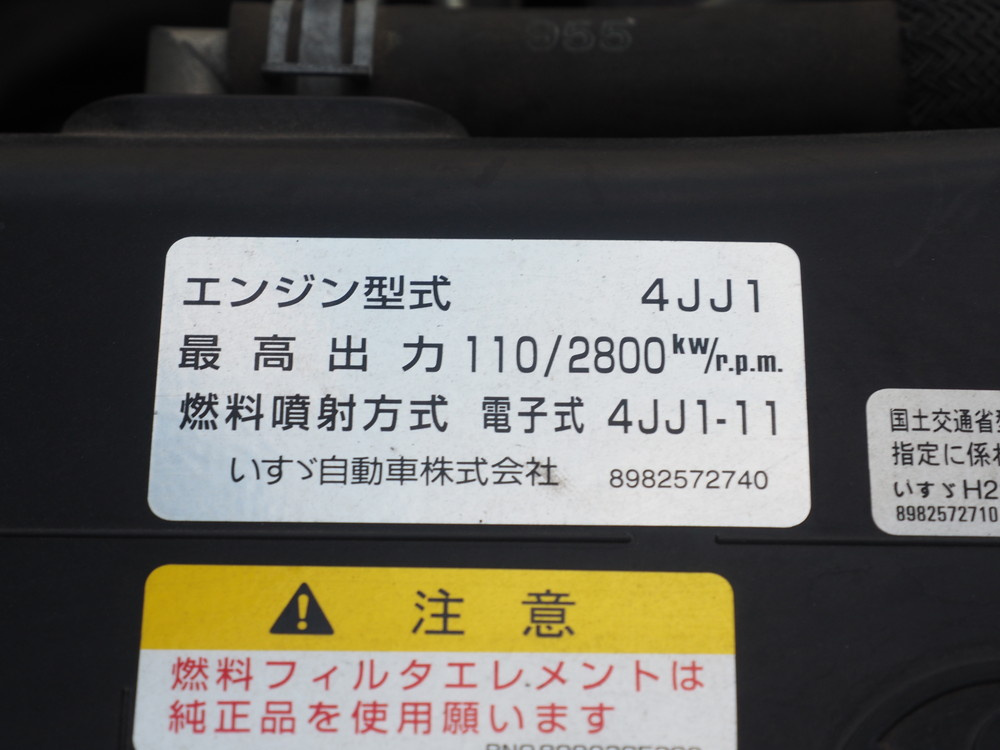 955
エンジン型式 4JJ1
最高出力 110/2800kW/r.p.m.
燃料噴射方式 電子式 4JJ1-11
いすゞ自動車株式会社 8982572740
国土交通省
指定に係
いすゞH2
8982572710
注意
燃料フィルタエレメントは
純正品を使用願います